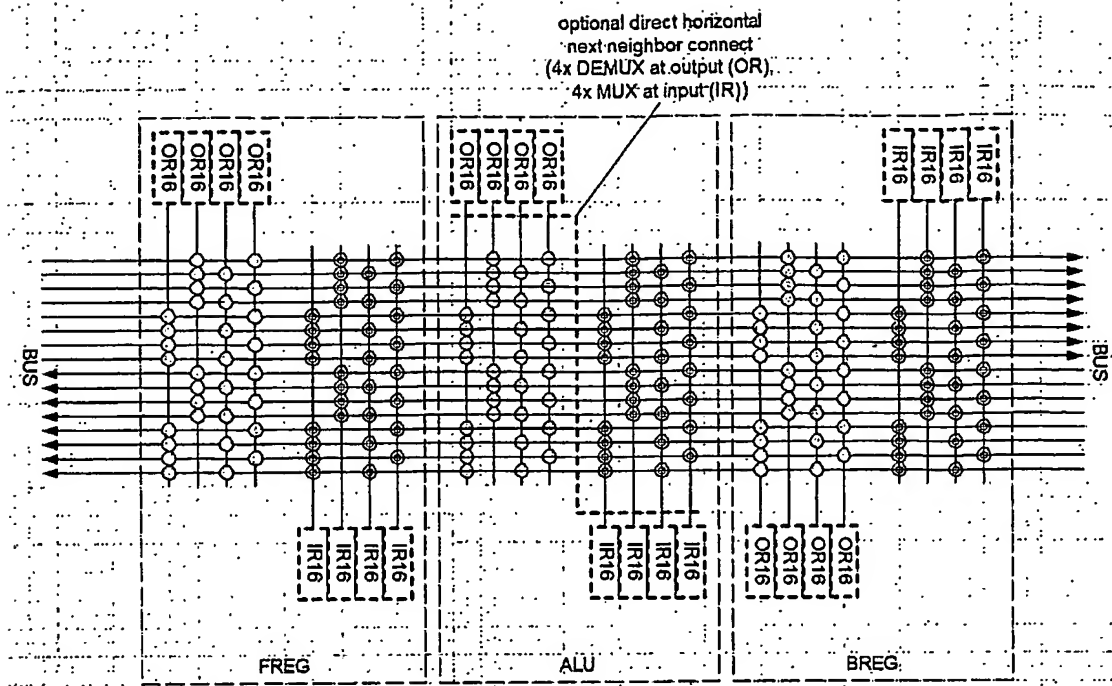 optional direct horizontal
next neighbor connect
(4x DEMUX at output (OR),
4x MUX at input (IR))
OR16
OR16
OR16
OR16
OR16
OR16
OR16
OR16
IR16
IR16
IR16
IR16
BUS
BUS
IR16
IR16
IR16
IR16
IR16
IR16
IR16
IR16
OR16
OR16
OR16
OR16
FREG
ALU
BREG